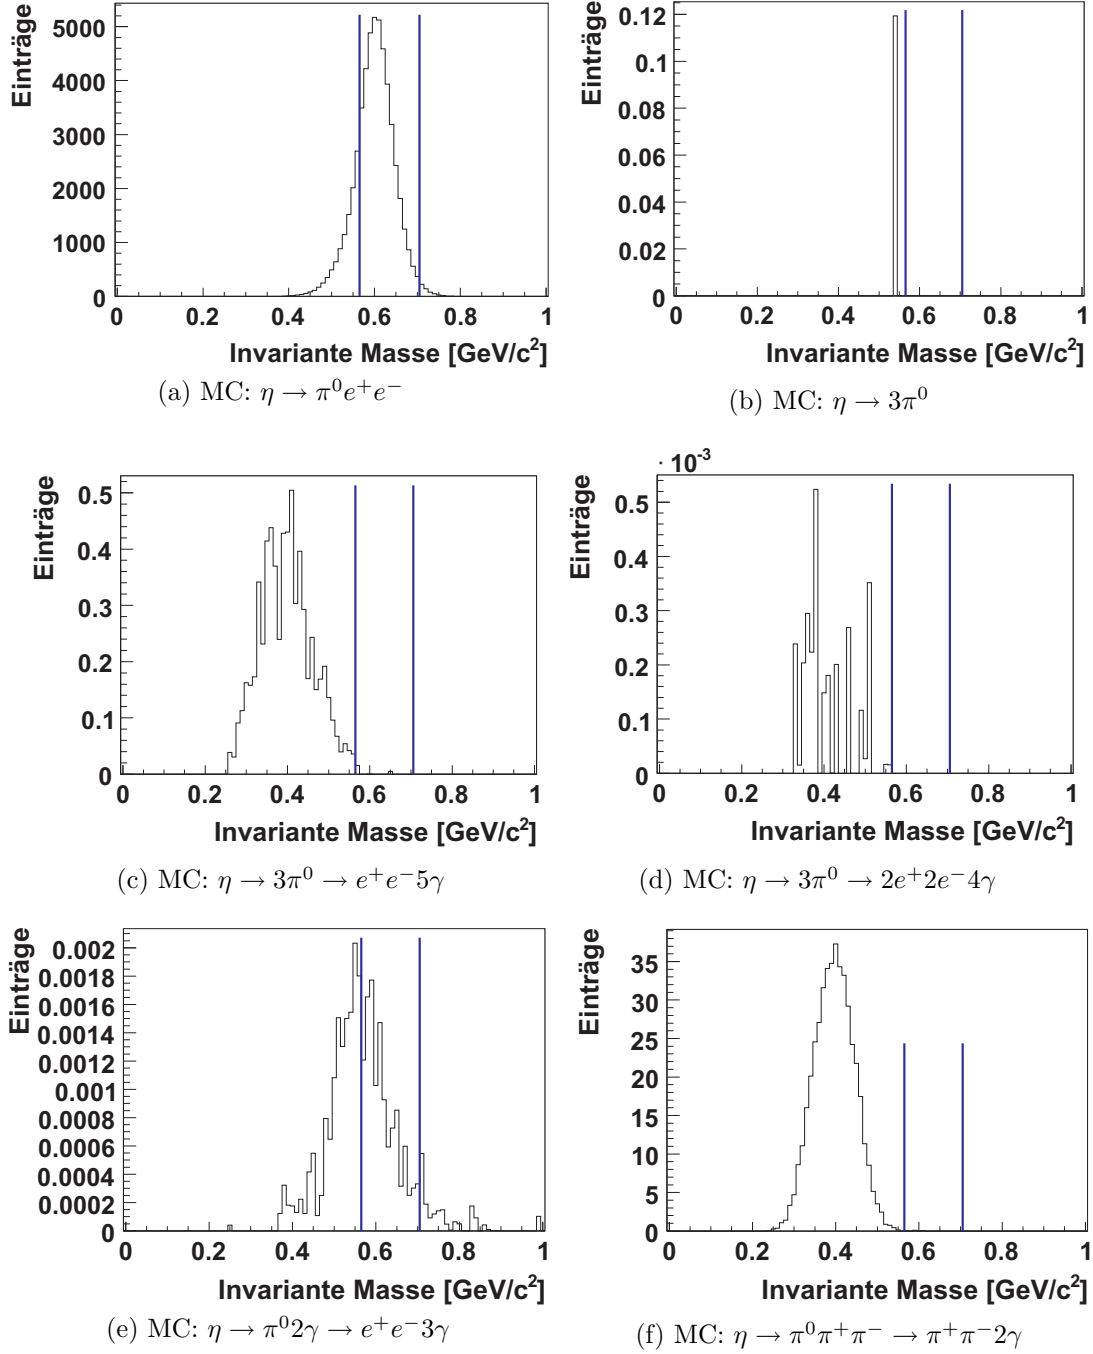 Einträge
5000
4000
3000
2000
1000
0
0 0.2 0.4 0.6 0.8 1
Invariante Masse [GeV/c²]
(a) MC: η → π⁰e⁺e⁻
Einträge
0.12
0.1
0.08
0.06
0.04
0.02
0
0 0.2 0.4 0.6 0.8 1
Invariante Masse [GeV/c²]
(b) MC: η → 3π⁰
Einträge
0.5
0.4
0.3
0.2
0.1
0
0 0.2 0.4 0.6 0.8 1
Invariante Masse [GeV/c²]
(c) MC: η → 3π⁰ → e⁺e⁻5γ
· 10⁻³
Einträge
0.5
0.4
0.3
0.2
0.1
0
0 0.2 0.4 0.6 0.8 1
Invariante Masse [GeV/c²]
(d) MC: η → 3π⁰ → 2e⁺2e⁻4γ
Einträge
0.002
0.0018
0.0016
0.0014
0.0012
0.001
0.0008
0.0006
0.0004
0.0002
0
0 0.2 0.4 0.6 0.8 1
Invariante Masse [GeV/c²]
(e) MC: η → π⁰2γ → e⁺e⁻3γ
Einträge
35
30
25
20
15
10
5
0
0 0.2 0.4 0.6 0.8 1
Invariante Masse [GeV/c²]
(f) MC: η → π⁰π⁺π⁻ → π⁺π⁻2γ